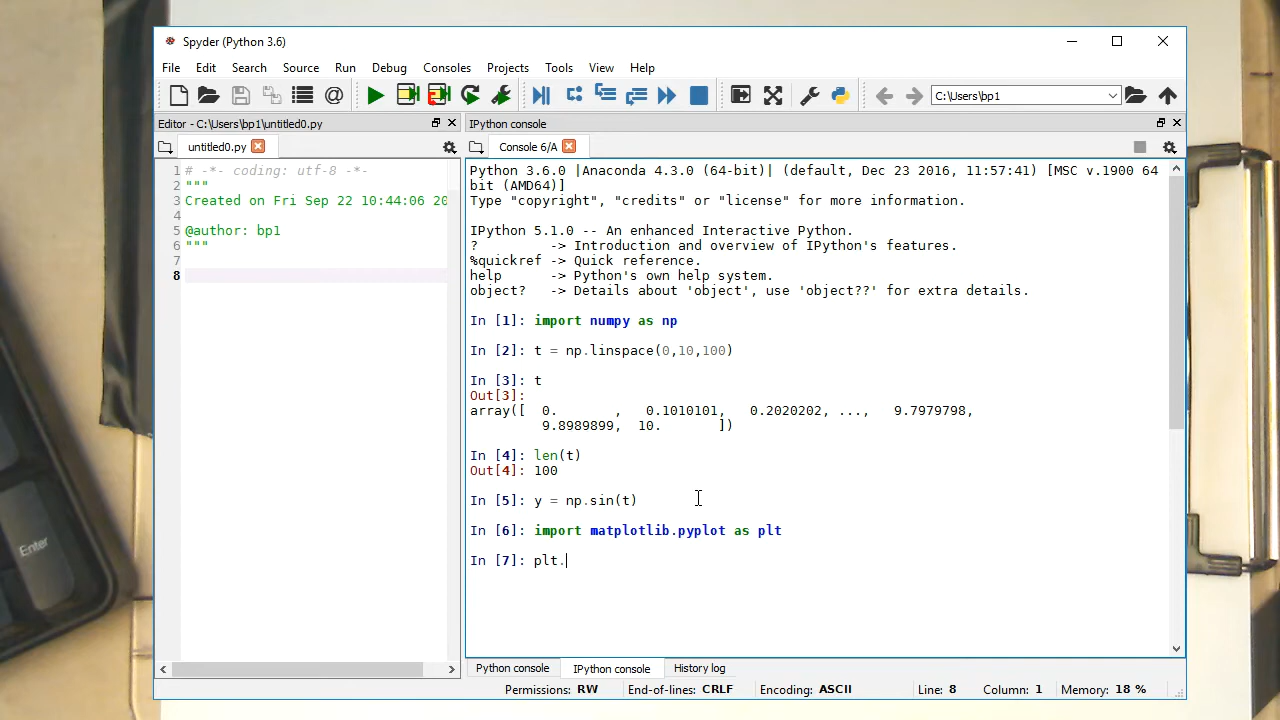 Spyder (Python 3.6)
File Edit Search Source Run Debug Consoles Projects Tools View Help
C:\Users\bp1
Editor - C:\Users\bp1\untitled0.py
IPython console
untitled0.py
Console 6/A
1 # -*- coding: utf-8 -*-
2 """
3 Created on Fri Sep 22 10:44:06 20
4
5 @author: bp1
6 """
7
8
Python 3.6.0 |Anaconda 4.3.0 (64-bit)| (default, Dec 23 2016, 11:57:41) [MSC v.1900 64
bit (AMD64)]
Type "copyright", "credits" or "license" for more information.
IPython 5.1.0 -- An enhanced Interactive Python.
?         -> Introduction and overview of IPython's features.
%quickref -> Quick reference.
help      -> Python's own help system.
object?   -> Details about 'object', use 'object??' for extra details.
In [1]: import numpy as np
In [2]: t = np.linspace(0,10,100)
In [3]: t
Out[3]:
array([  0.       ,   0.1010101,   0.2020202, ...,   9.7979798,
         9.8989899,  10.       ])
In [4]: len(t)
Out[4]: 100
In [5]: y = np.sin(t)
In [6]: import matplotlib.pyplot as plt
In [7]: plt.
Python console IPython console History log
Permissions: RW End-of-lines: CRLF Encoding: ASCII Line: 8 Column: 1 Memory: 18 %
Enter